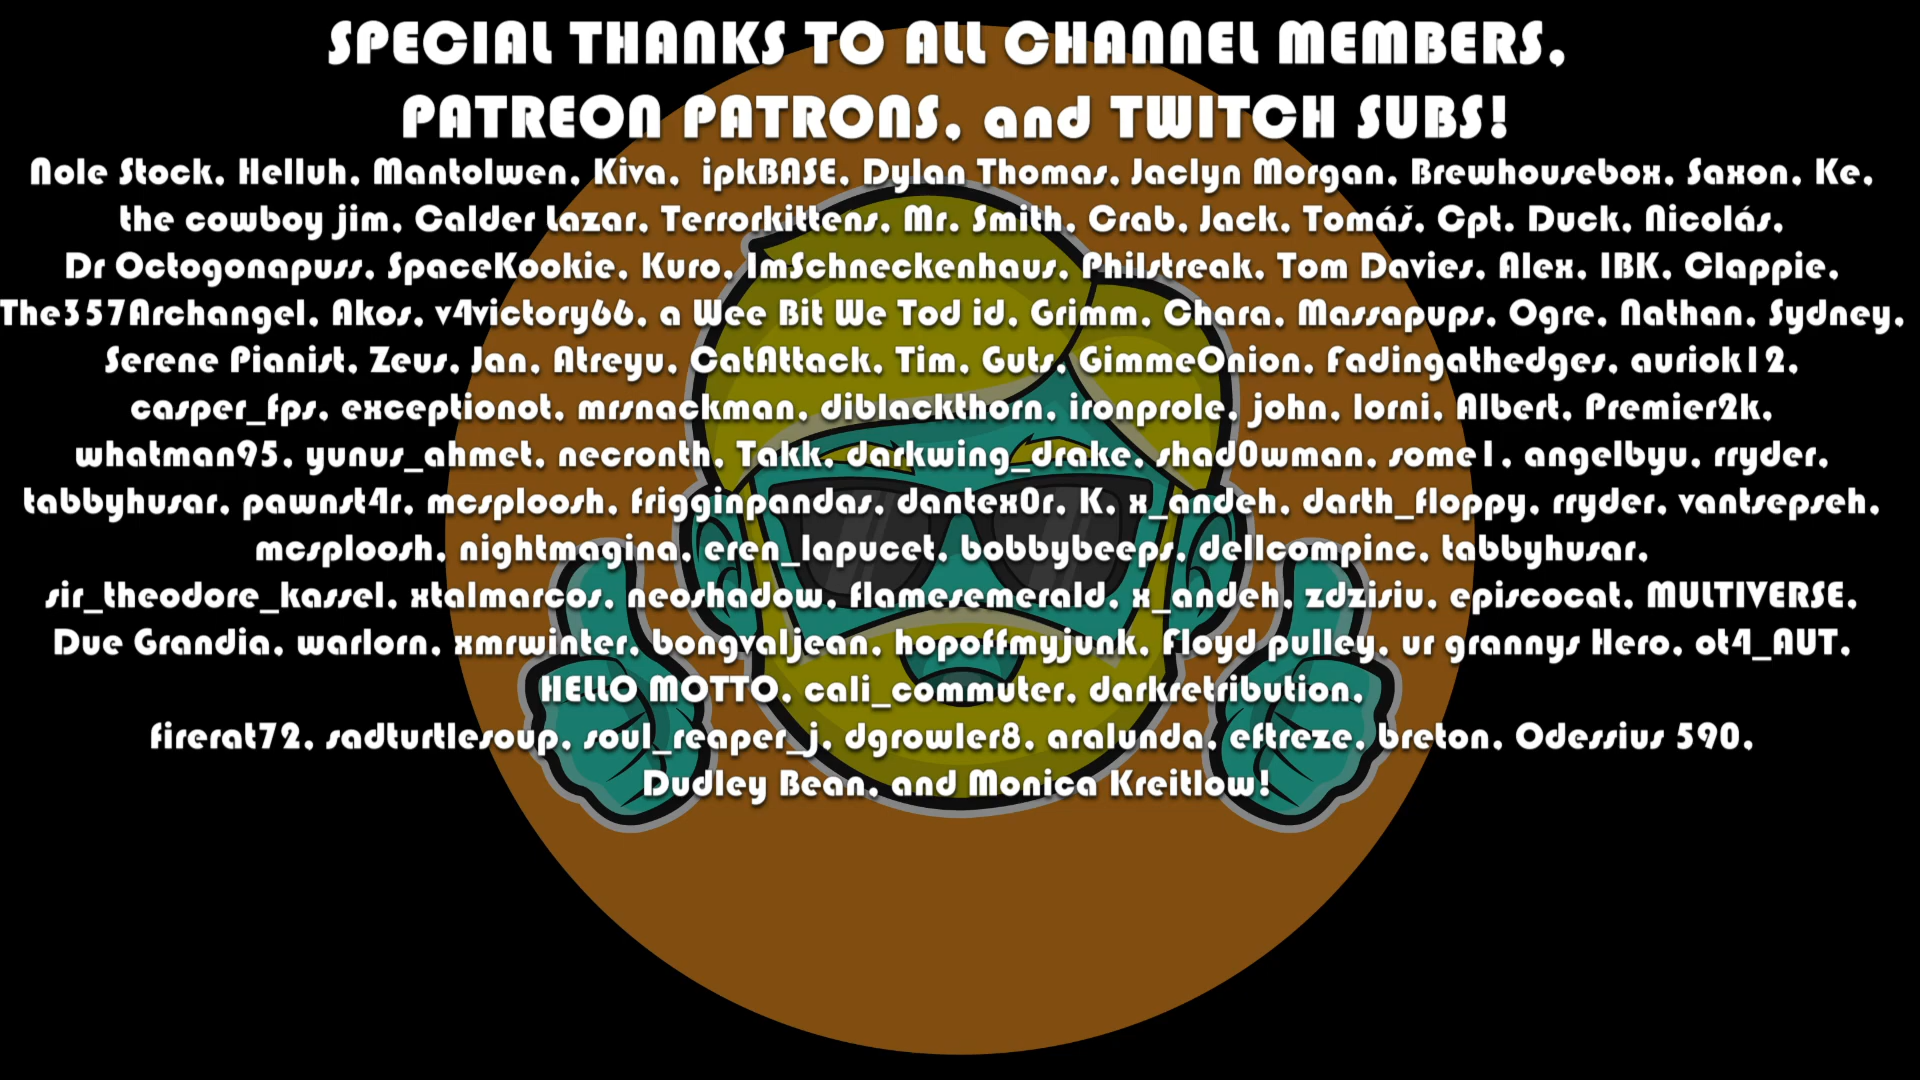 SPECIAL THANKS TO ALL CHANNEL MEMBERS,
PATREON PATRONS, and TWITCH SUBS!
Nole Stock, Helluh, Mantolwen, Kiva,  ipkBASE, Dylan Thomas, Jaclyn Morgan, Brewhousebox, Saxon, Ke,
the cowboy jim, Calder Lazar, Terrorkittens, Mr. Smith, Crab, Jack, Tomáš, Cpt. Duck, Nicolás,
Dr Octogonapuss, SpaceKookie, Kuro, ImSchneckenhaus, Philstreak, Tom Davies, Alex, IBK, Clappie,
The357Archangel, Akos, v4victory66, a Wee Bit We Tod id, Grimm, Chara, Massapups, Ogre, Nathan, Sydney,
Serene Pianist, Zeus, Jan, Atreyu, CatAttack, Tim, Guts, GimmeOnion, Fadingathedges, auriok12,
casper_fps, exceptionot, mrsnackman, diblackthorn, ironprole, john, lorni, Albert, Premier2k,
whatman95, yunus_ahmet, necronth, Takk, darkwing_drake, shad0wman, some1, angelbyu, rryder,
tabbyhusar, pawnst4r, mcsploosh, frigginpandas, dantex0r, K, x_andeh, darth_floppy, rryder, vantsepseh,
mcsploosh, nightmagina, eren_lapucet, bobbybeeps, dellcompinc, tabbyhusar,
sir_theodore_kassel, xtalmarcos, neoshadow, flamesemerald, x_andeh, zdzisiu, episcocat, MULTIVERSE,
Due Grandia, warlorn, xmrwinter, bongvaljean, hopoffmyjunk, Floyd pulley, ur grannys Hero, ot4_AUT,
HELLO MOTTO, cali_commuter, darkretribution,
firerat72, sadturtlesoup, soul_reaper_j, dgrowler8, aralunda, eftreze, breton, Odessius 590,
Dudley Bean, and Monica Kreitlow!